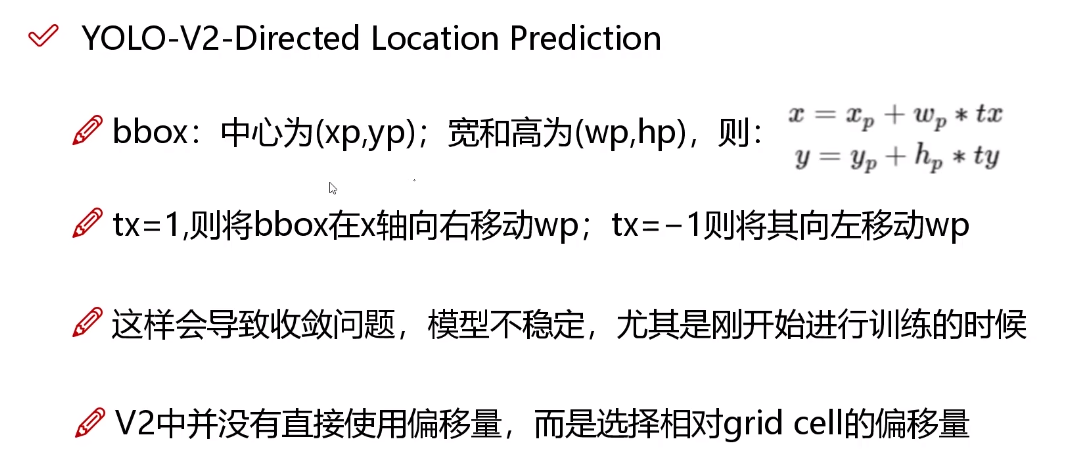 YOLO-V2-Directed Location Prediction
bbox：中心为(xp,yp)；宽和高为(wp,hp)，则： x = x_p + w_p * tx
y = y_p + h_p * ty
tx=1,则将bbox在x轴向右移动wp；tx=−1则将其向左移动wp
这样会导致收敛问题，模型不稳定，尤其是刚开始进行训练的时候
V2中并没有直接使用偏移量，而是选择相对grid cell的偏移量